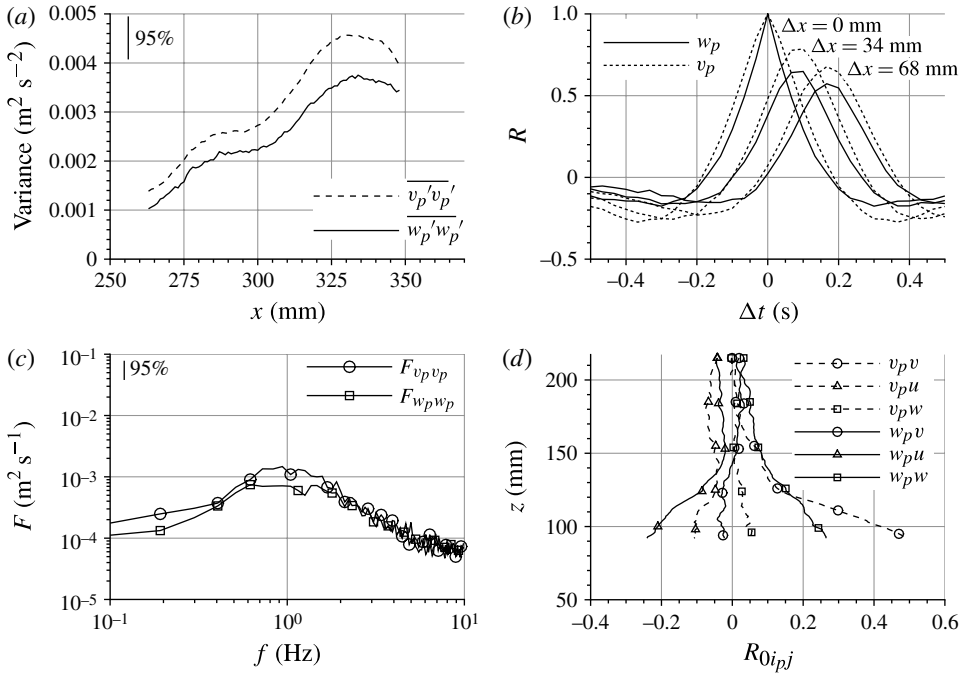 (a)
95%
0.005
0.004
0.003
0.002
0.001
0
Variance (m² s⁻²)
v_p′v_p′
w_p′w_p′
250 275 300 325 350
x (mm)
(b)
1.0
0.5
0
–0.5
R
w_p
v_p
Δx = 0 mm
Δx = 34 mm
Δx = 68 mm
–0.4 –0.2 0 0.2 0.4
Δt (s)
(c)
95%
10⁻¹
10⁻²
10⁻³
10⁻⁴
10⁻⁵
F (m² s⁻¹)
F_{v_p v_p}
F_{w_p w_p}
10⁻¹ 10⁰ 10¹
f (Hz)
(d)
200
150
100
50
z (mm)
v_p v
v_p u
v_p w
w_p v
w_p u
w_p w
–0.4 –0.2 0 0.2 0.4 0.6
R_{0i_pj}